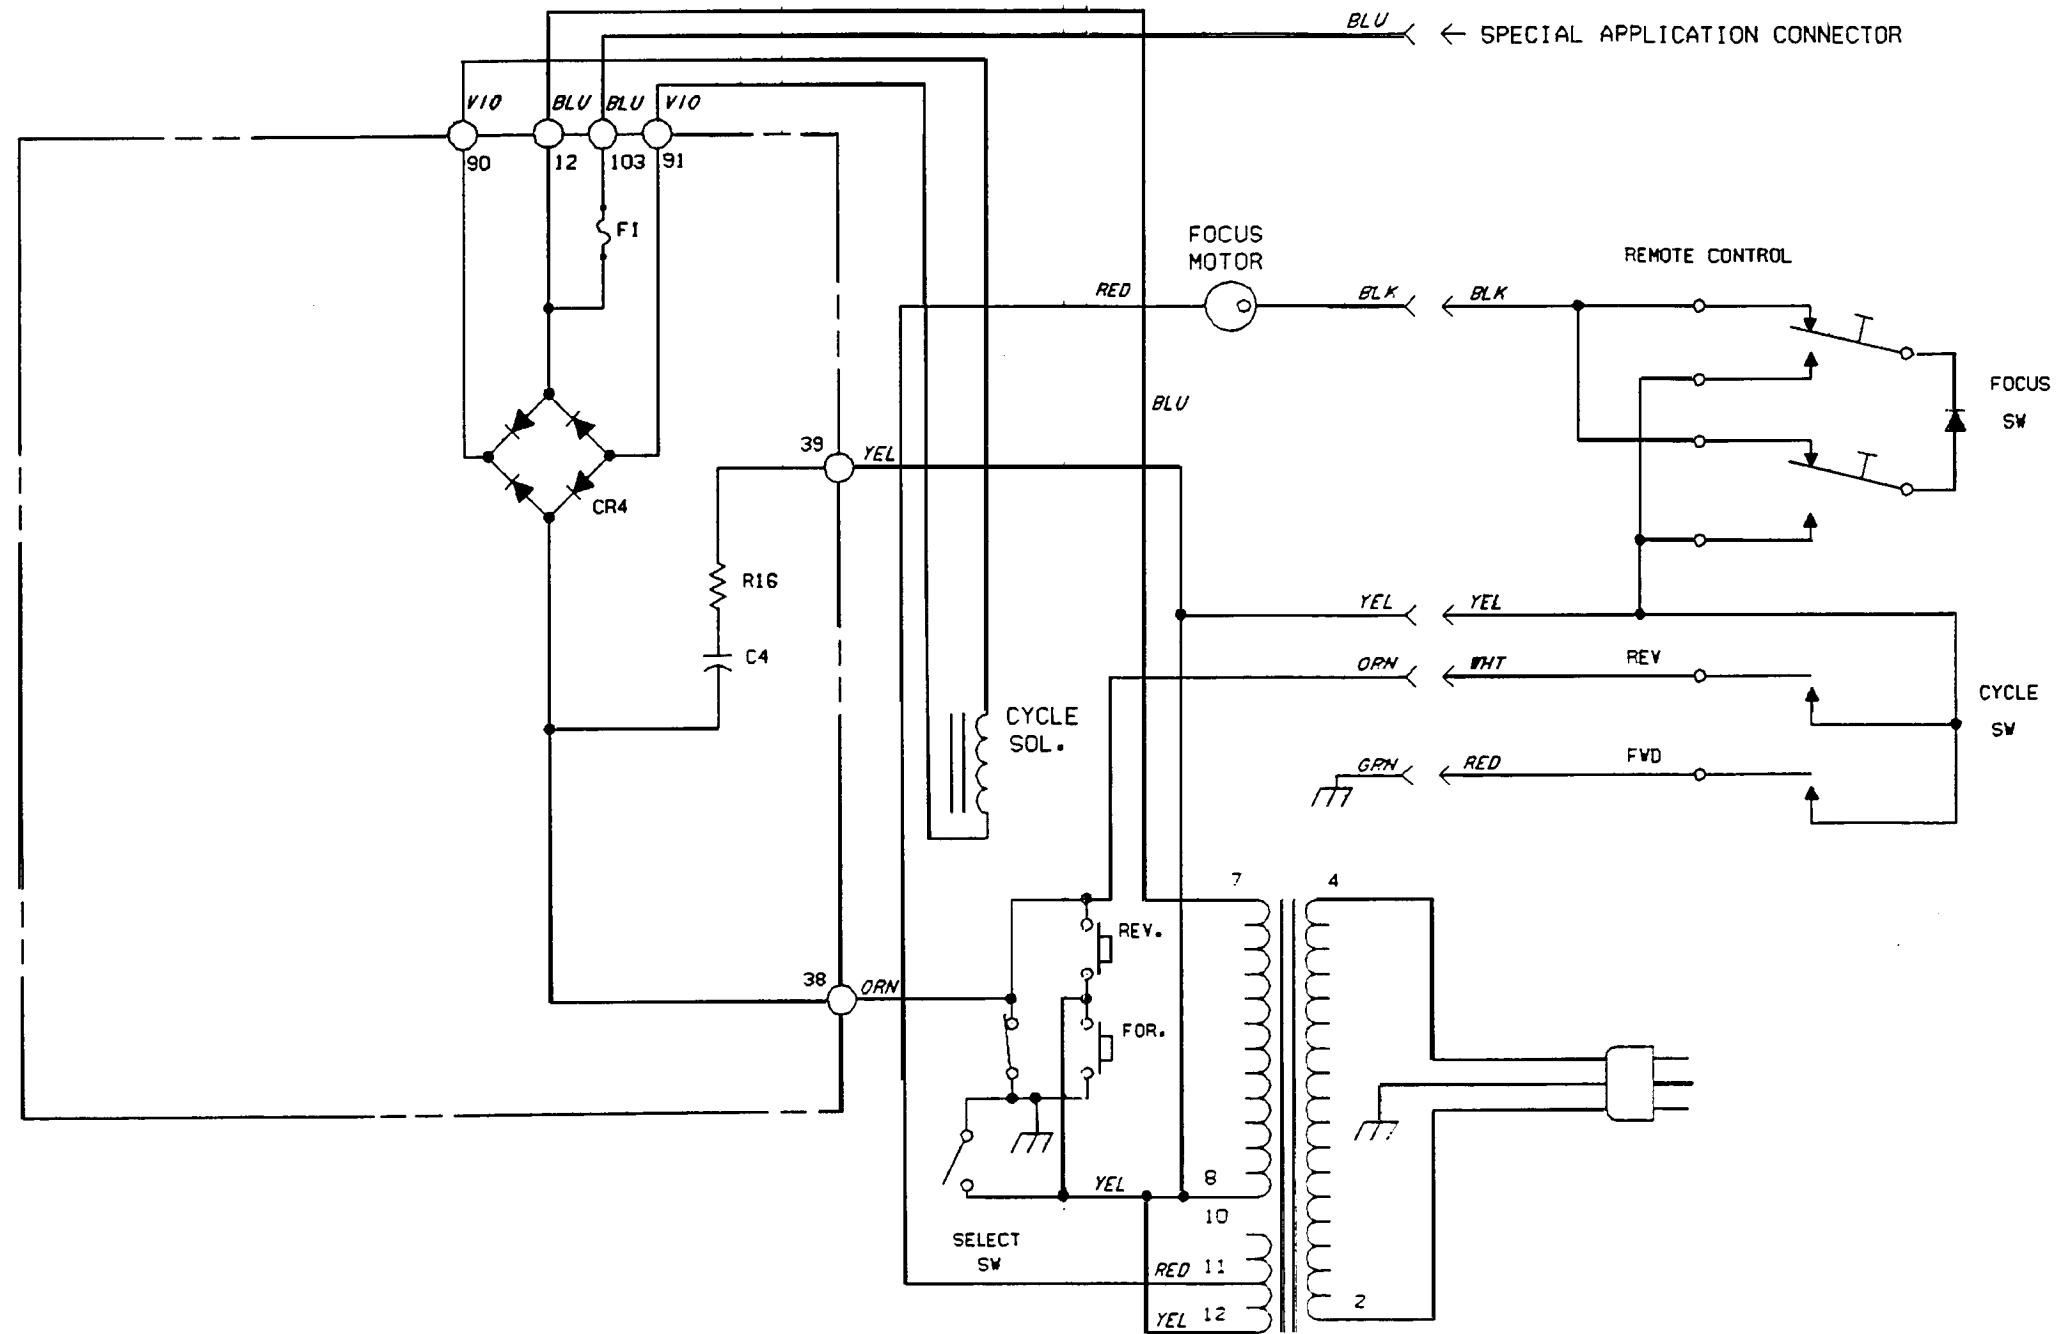 BLU
← SPECIAL APPLICATION CONNECTOR
VIO
BLU
BLU
VIO
90
12
103
91
F1
FOCUS
MOTOR
REMOTE CONTROL
RED
BLK
BLK
BLU
FOCUS
SW
39
YEL
CR4
R16
C4
YEL
YEL
ORN
WHT
REV
CYCLE
SW
CYCLE
SOL.
GRN
RED
FWD
7
4
REV.
38
ORN
FOR.
8
YEL
10
SELECT
SW
RED
11
YEL
12
2